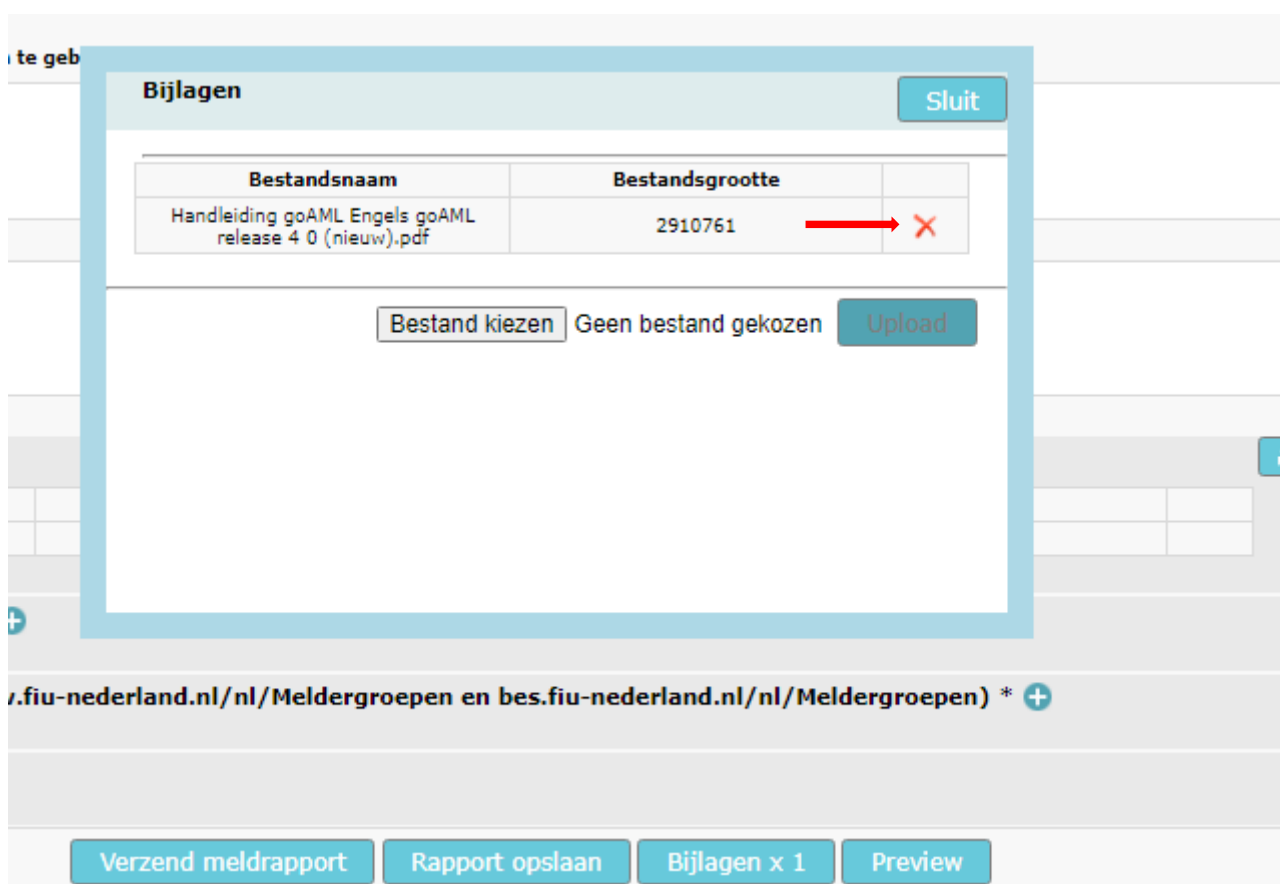 te geb
Bijlagen
Sluit
Bestandsnaam
Bestandsgrootte
Handleiding goAML Engels goAML
release 4 0 (nieuw).pdf
2910761
Bestand kiezen
Geen bestand gekozen
Upload
.fiu-nederland.nl/nl/Meldergroepen en bes.fiu-nederland.nl/nl/Meldergroepen) *
Verzend meldrapport
Rapport opslaan
Bijlagen x 1
Preview